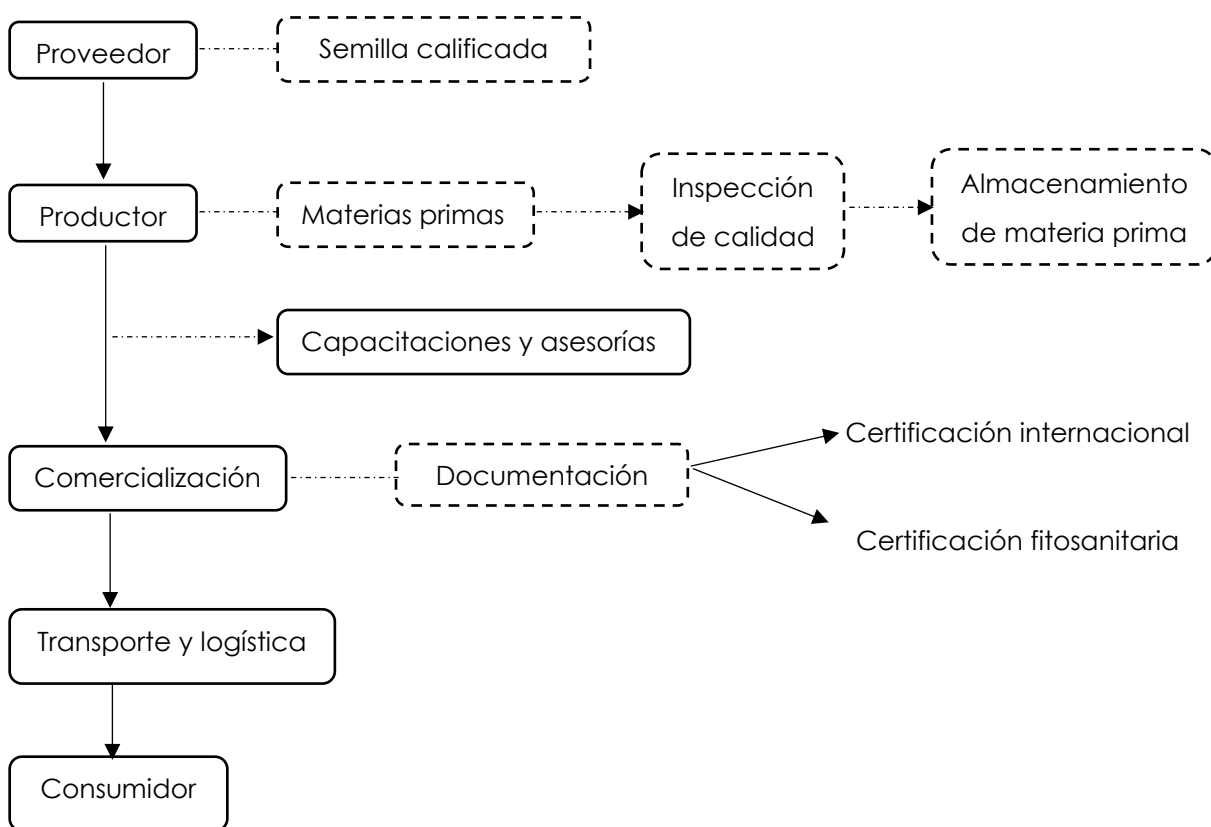 Proveedor
Semilla calificada
Productor
Materias primas
Inspección
de calidad
Almacenamiento
de materia prima
Capacitaciones y asesorías
Comercialización
Documentación
Certificación internacional
Certificación fitosanitaria
Transporte y logística
Consumidor